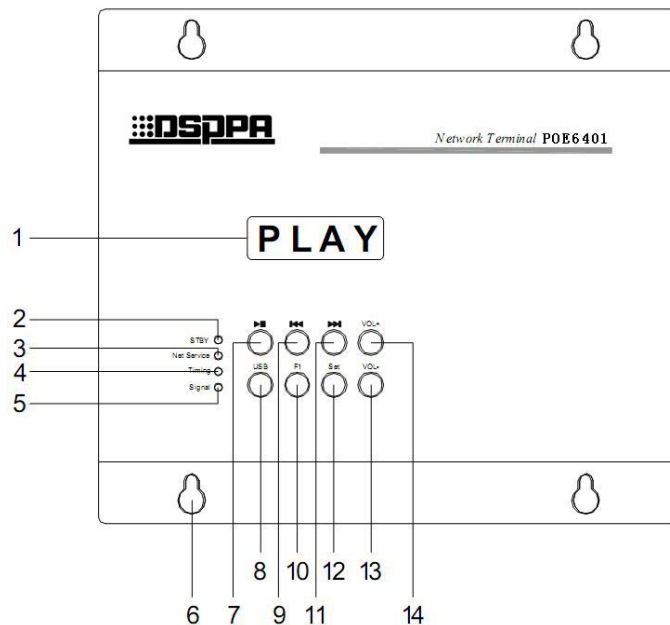 DSPPA
Network Terminal POE6401
1
PLAY
2
STBY
3
Net Service
4
Timing
5
Signal
VOL+
USB
F1
Set
VOL-
8
10
12
13
6
7
9
11
14